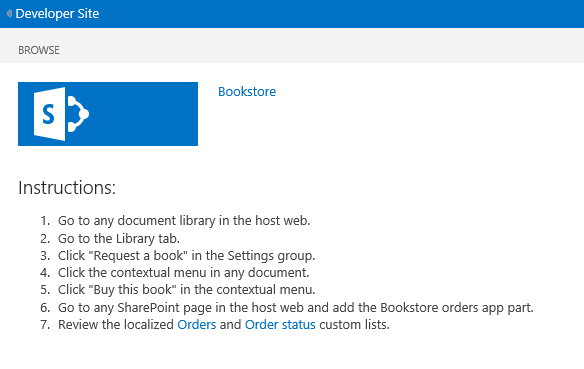 Developer Site
BROWSE
S
Bookstore
Instructions:
1. Go to any document library in the host web.
2. Go to the Library tab.
3. Click "Request a book" in the Settings group.
4. Click the contextual menu in any document.
5. Click "Buy this book" in the contextual menu.
6. Go to any SharePoint page in the host web and add the Bookstore orders app part.
7. Review the localized Orders and Order status custom lists.